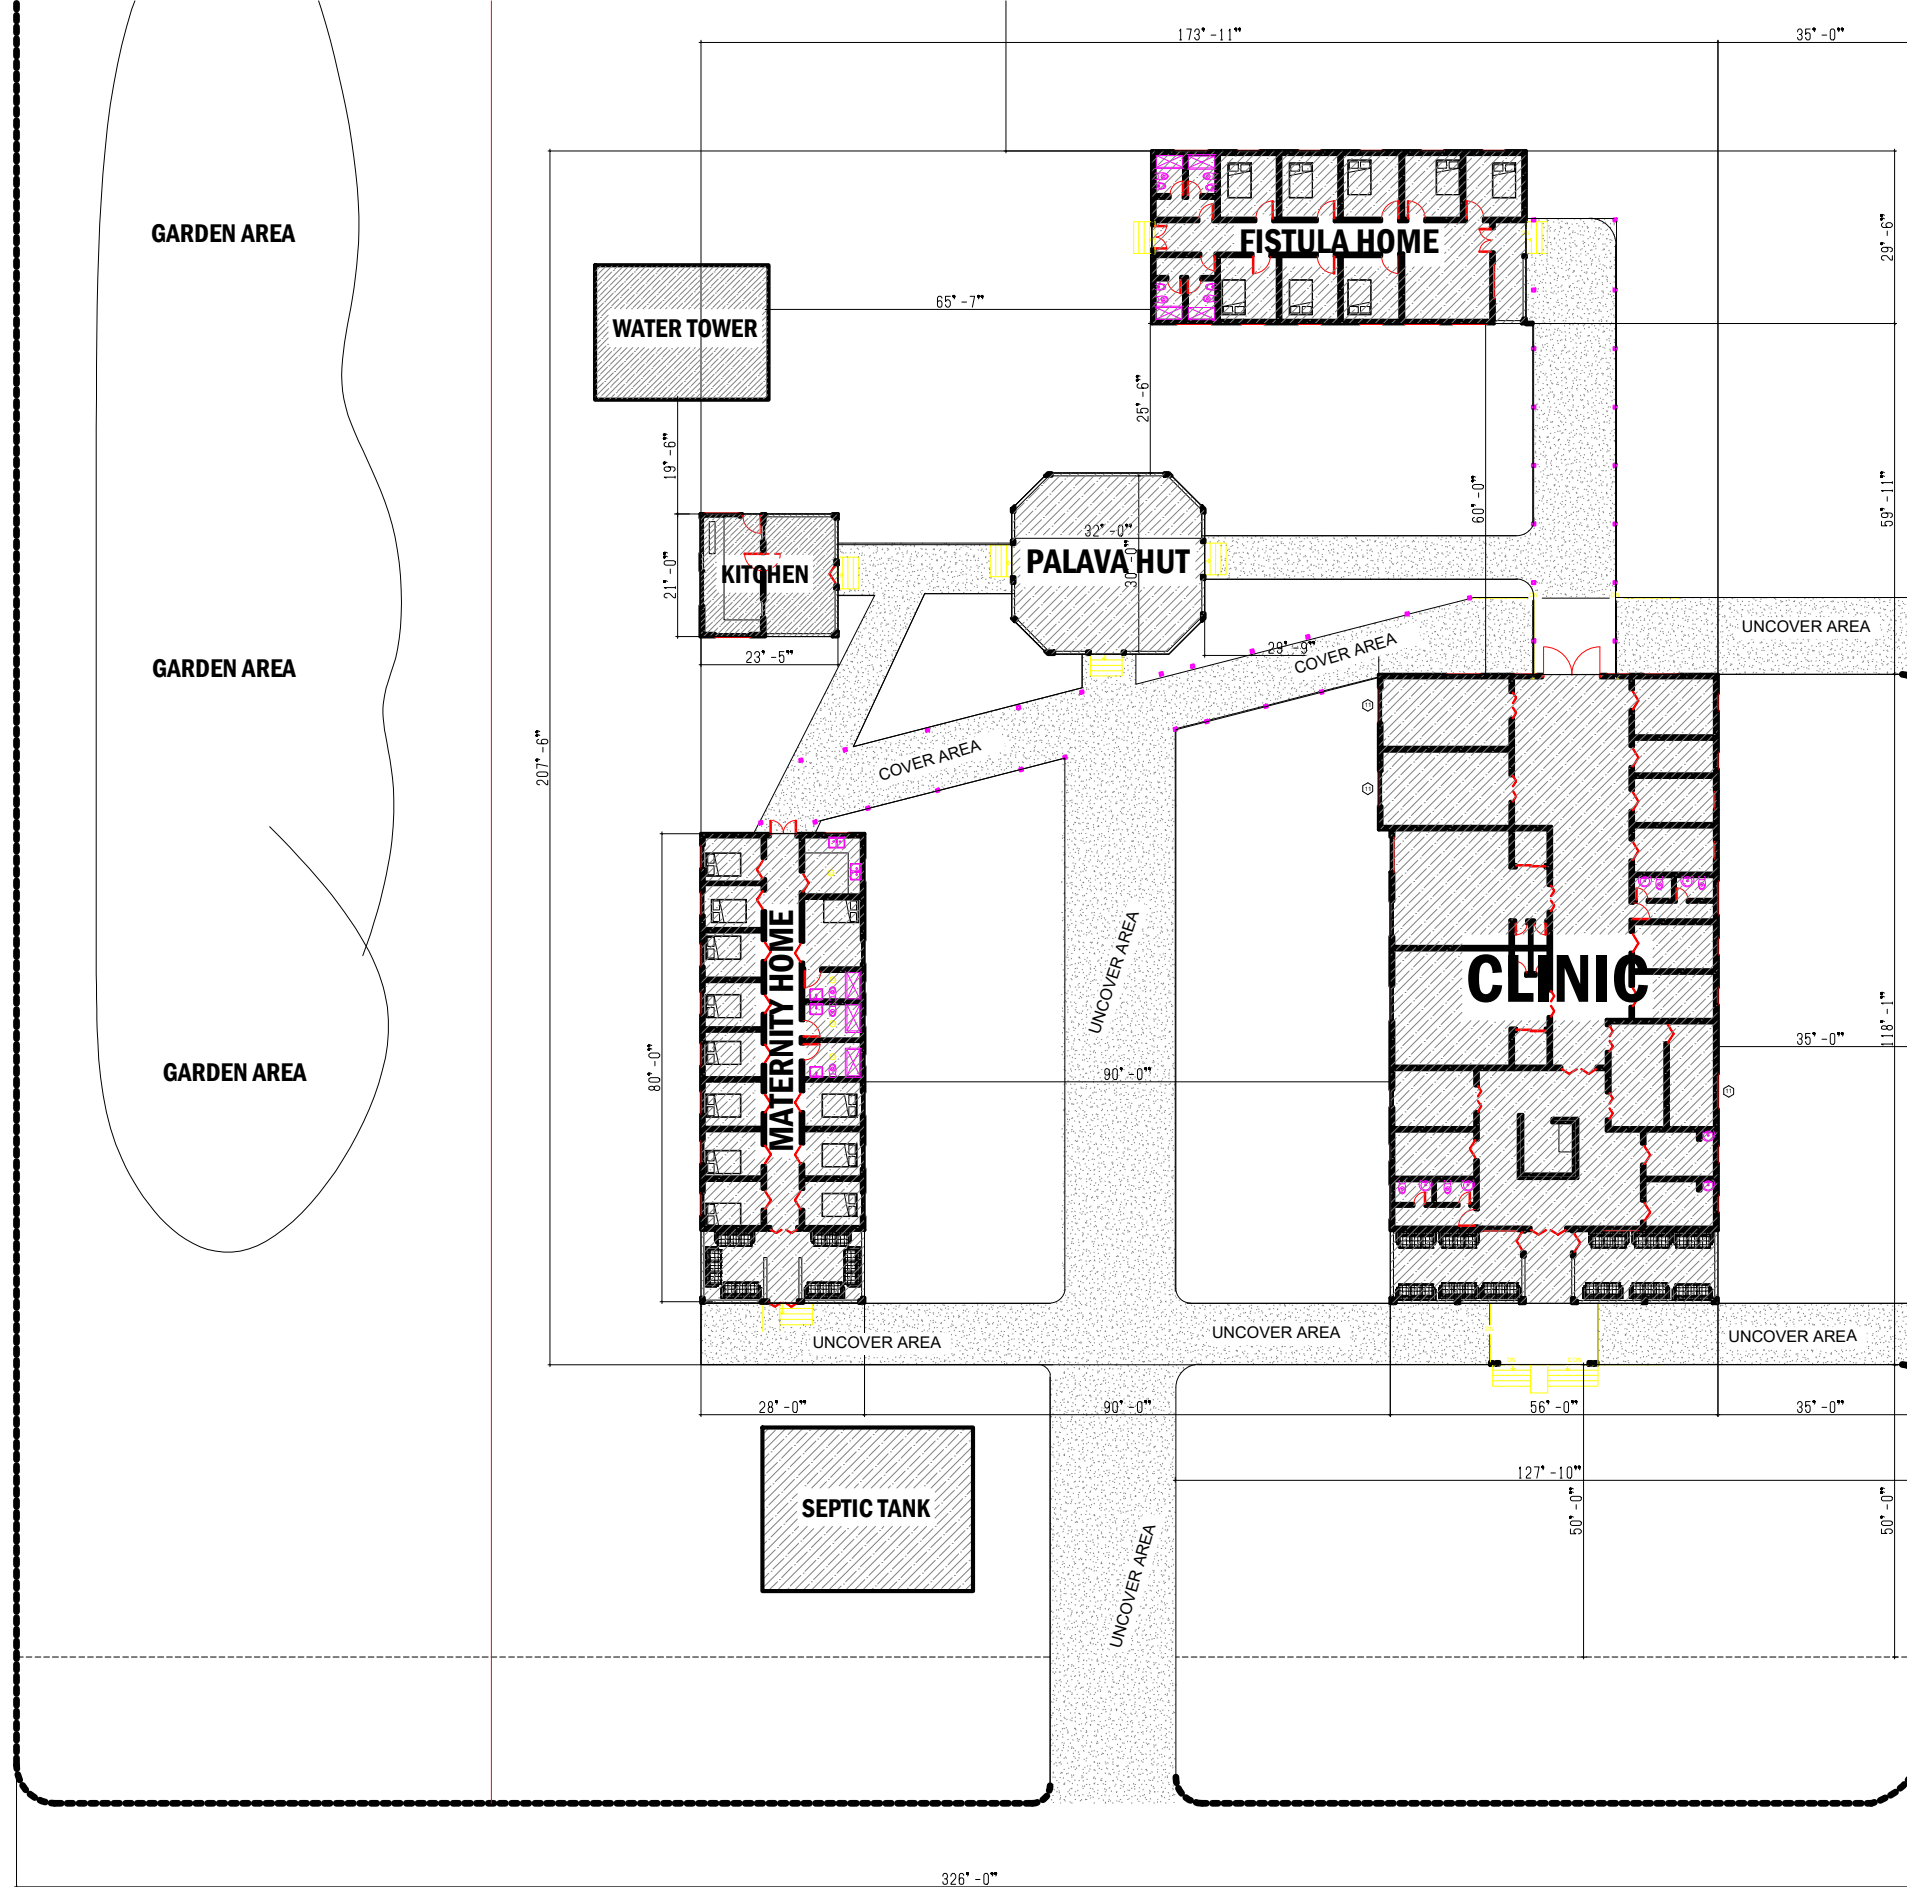 173'-11"
35'-0"
GARDEN AREA
FISTULA HOME
29'-6"
65'-7"
WATER TOWER
25'-6"
19'-6"
60'-0"
59'-11"
32'-0"
PALAVA HUT
30'-0"
KITCHEN
21'-0"
UNCOVER AREA
29'-9"
COVER AREA
23'-5"
GARDEN AREA
11
207'-6"
COVER AREA
11
UNCOVER AREA
MATERNITY HOME
CLINIC
118'-1"
35'-0"
80'-0"
90'-0"
GARDEN AREA
11
UNCOVER AREA
UNCOVER AREA
UNCOVER AREA
28'-0"
90'-0"
56'-0"
35'-0"
127'-10"
SEPTIC TANK
50'-0"
50'-0"
UNCOVER AREA
326'-0"